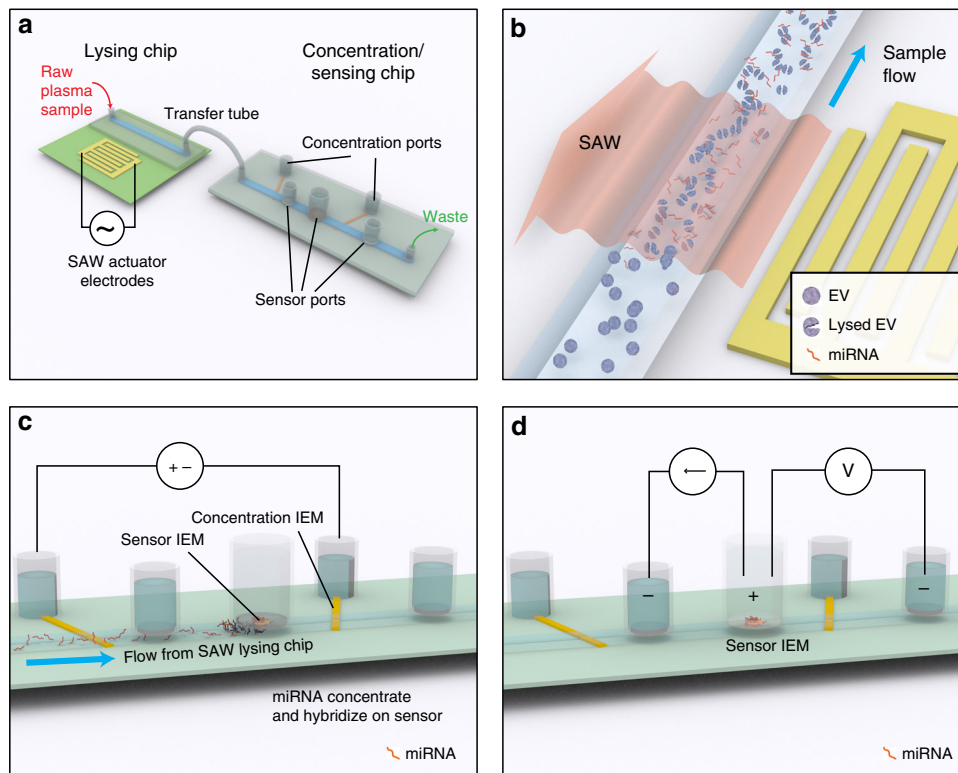 a
Lysing chip
Concentration/
sensing chip
Raw
plasma
sample
Transfer tube
Concentration ports
~
SAW actuator
electrodes
Sensor ports
Waste
b
Sample
flow
SAW
EV
Lysed EV
miRNA
c
+ −
Concentration IEM
Sensor IEM
Flow from SAW lysing chip
miRNA concentrate
and hybridize on sensor
miRNA
d
←
V
−
+
−
Sensor IEM
miRNA